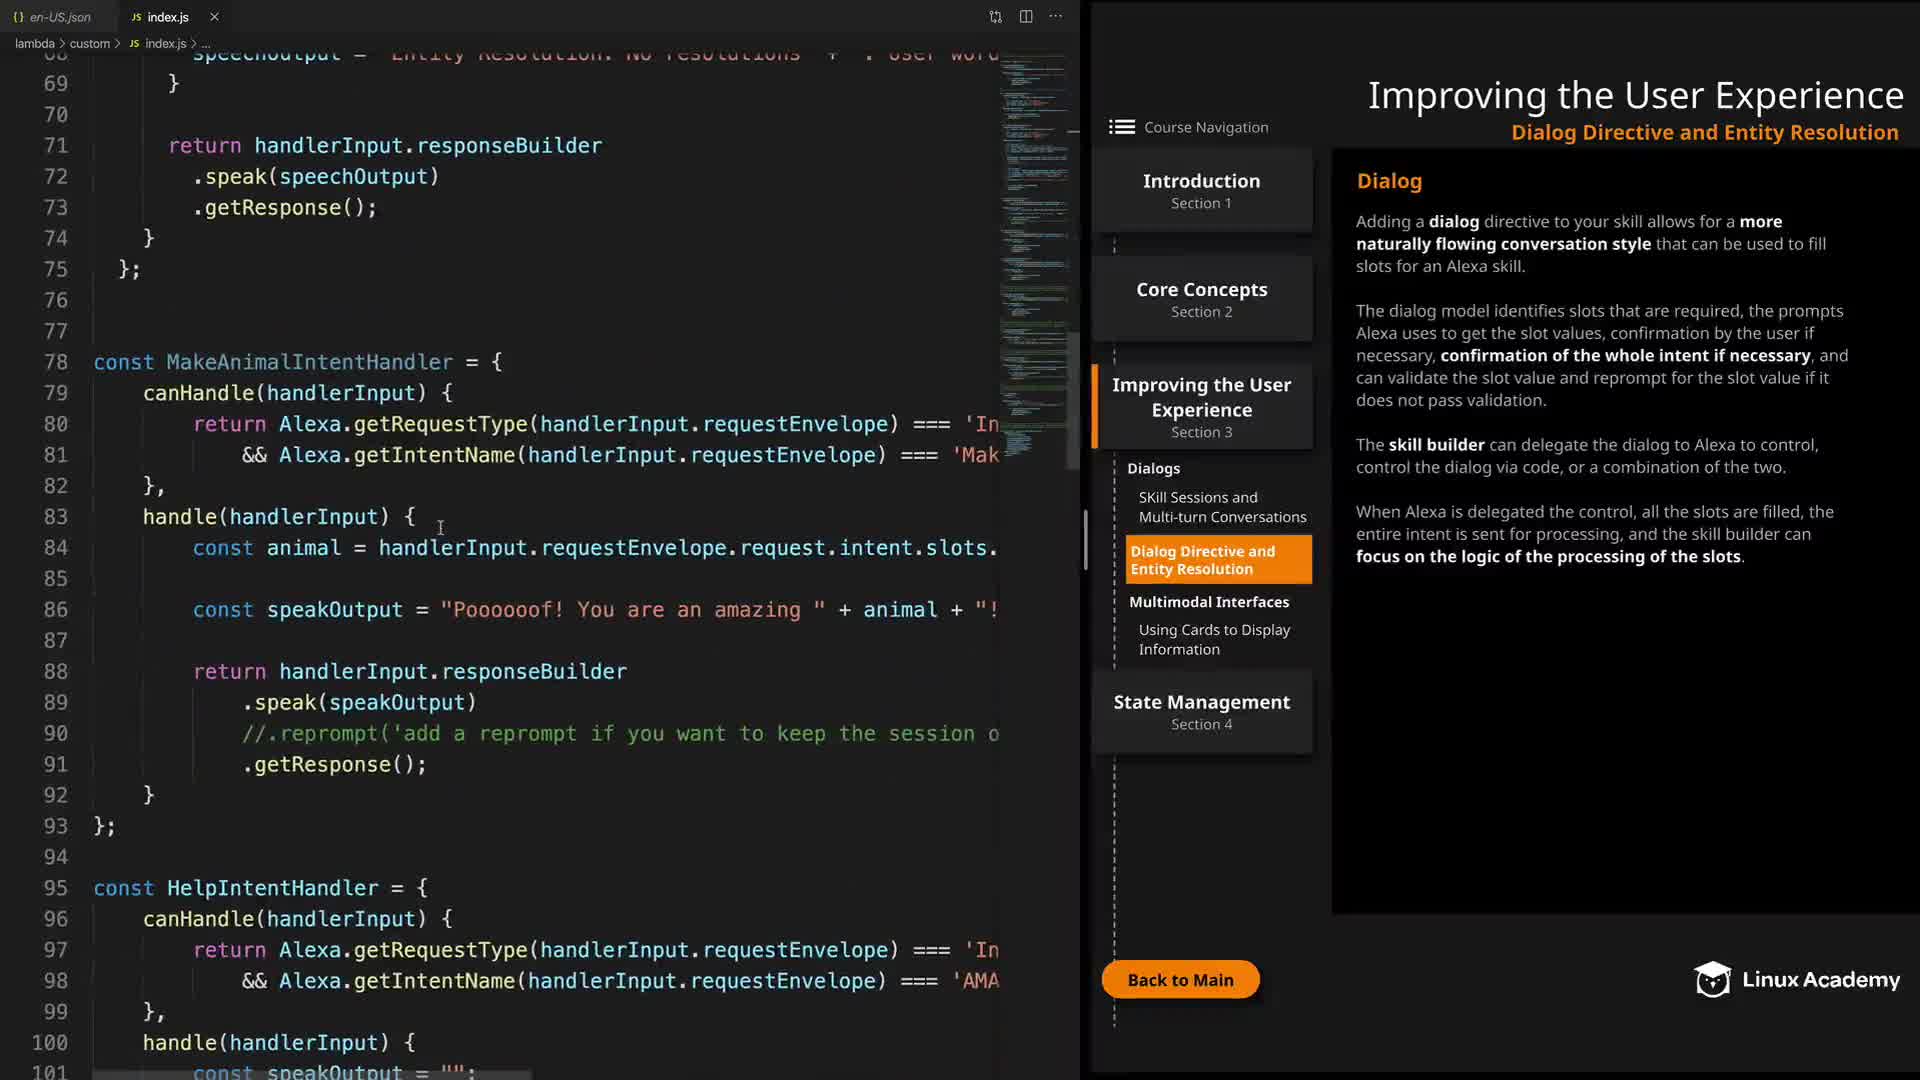 {} en-US.json
JS index.js ×
lambda > custom > JS index.js > ...
68 speechOutput = "Entity Resolution. No resolutions" + ". User word
69 }
70
71 return handlerInput.responseBuilder
72 .speak(speechOutput)
73 .getResponse();
74 }
75 };
76
77
78 const MakeAnimalIntentHandler = {
79 canHandle(handlerInput) {
80 return Alexa.getRequestType(handlerInput.requestEnvelope) === 'In
81 && Alexa.getIntentName(handlerInput.requestEnvelope) === 'Mak
82 },
83 handle(handlerInput) {
84 const animal = handlerInput.requestEnvelope.request.intent.slots.
85
86 const speakOutput = "Poooooof! You are an amazing " + animal + "!
87
88 return handlerInput.responseBuilder
89 .speak(speakOutput)
90 //.reprompt('add a reprompt if you want to keep the session o
91 .getResponse();
92 }
93 };
94
95 const HelpIntentHandler = {
96 canHandle(handlerInput) {
97 return Alexa.getRequestType(handlerInput.requestEnvelope) === 'In
98 && Alexa.getIntentName(handlerInput.requestEnvelope) === 'AMA
99 },
100 handle(handlerInput) {
101 const speakOutput = "";
Improving the User Experience
Dialog Directive and Entity Resolution
Course Navigation
Introduction
Section 1
Core Concepts
Section 2
Improving the User
Experience
Section 3
Dialogs
SKill Sessions and
Multi-turn Conversations
Dialog Directive and
Entity Resolution
Multimodal Interfaces
Using Cards to Display
Information
State Management
Section 4
Back to Main
Dialog
Adding a dialog directive to your skill allows for a more
naturally flowing conversation style that can be used to fill
slots for an Alexa skill.
The dialog model identifies slots that are required, the prompts
Alexa uses to get the slot values, confirmation by the user if
necessary, confirmation of the whole intent if necessary, and
can validate the slot value and reprompt for the slot value if it
does not pass validation.
The skill builder can delegate the dialog to Alexa to control,
control the dialog via code, or a combination of the two.
When Alexa is delegated the control, all the slots are filled, the
entire intent is sent for processing, and the skill builder can
focus on the logic of the processing of the slots.
Linux Academy